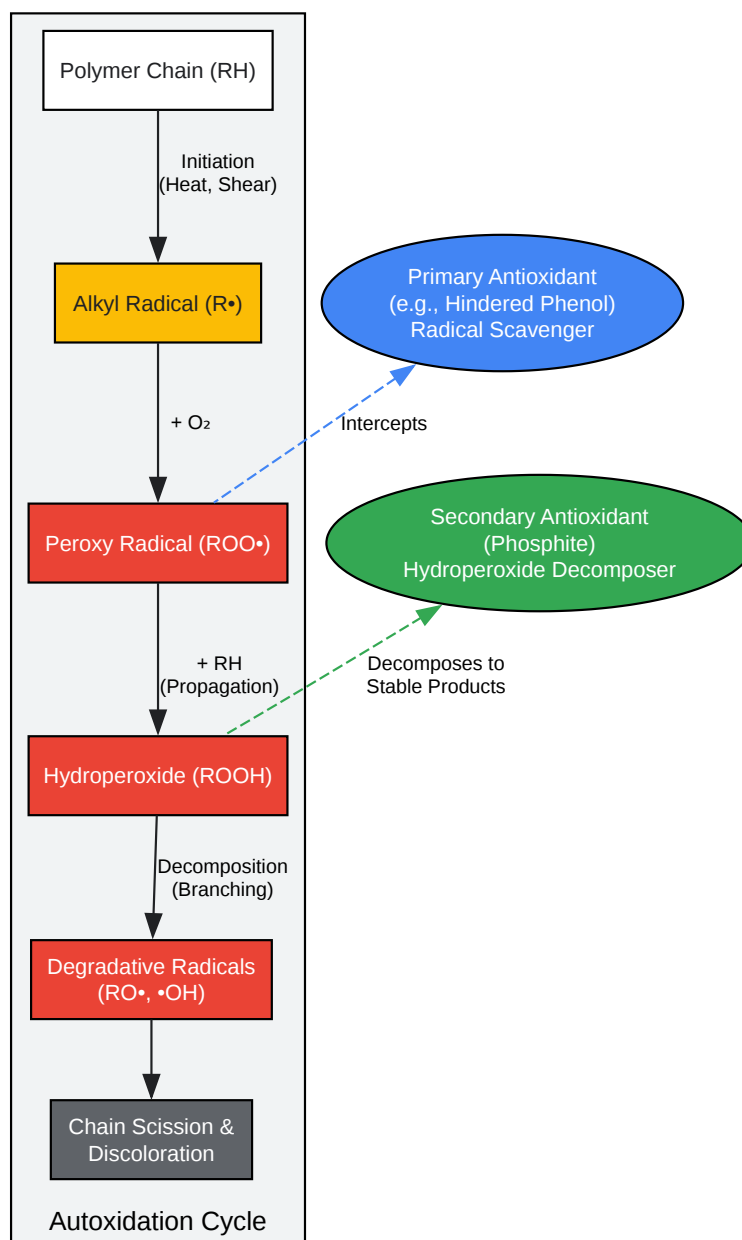 Polymer Chain (RH)
Initiation
(Heat, Shear)
Alkyl Radical (R•)
Primary Antioxidant
(e.g., Hindered Phenol)
Radical Scavenger
+ O₂
Intercepts
Peroxy Radical (ROO•)
Secondary Antioxidant
(Phosphite)
Hydroperoxide Decomposer
+ RH
(Propagation)
Decomposes to
Stable Products
Hydroperoxide (ROOH)
Decomposition
(Branching)
Degradative Radicals
(RO•, •OH)
Chain Scission &
Discoloration
Autoxidation Cycle